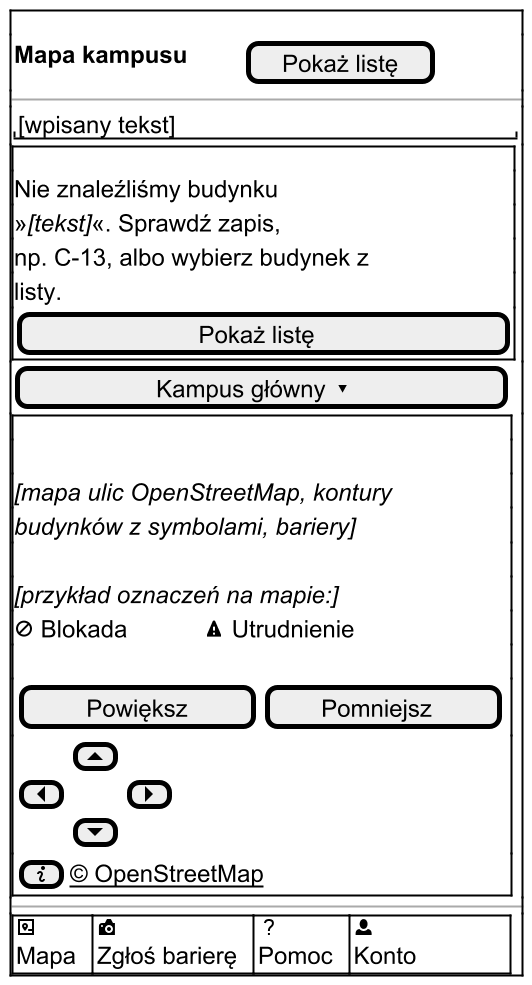 Mapa kampusu
Pokaż listę
[wpisany tekst]
Nie znaleźliśmy budynku
»[tekst]«. Sprawdź zapis,
np. C-13, albo wybierz budynek z
listy.
Pokaż listę
Kampus główny ▼
[mapa ulic OpenStreetMap, kontury
budynków z symbolami, bariery]
[przykład oznaczeń na mapie:]
Blokada Utrudnienie
Powiększ Pomniejsz
i © OpenStreetMap
?
Mapa Zgłoś barierę Pomoc Konto